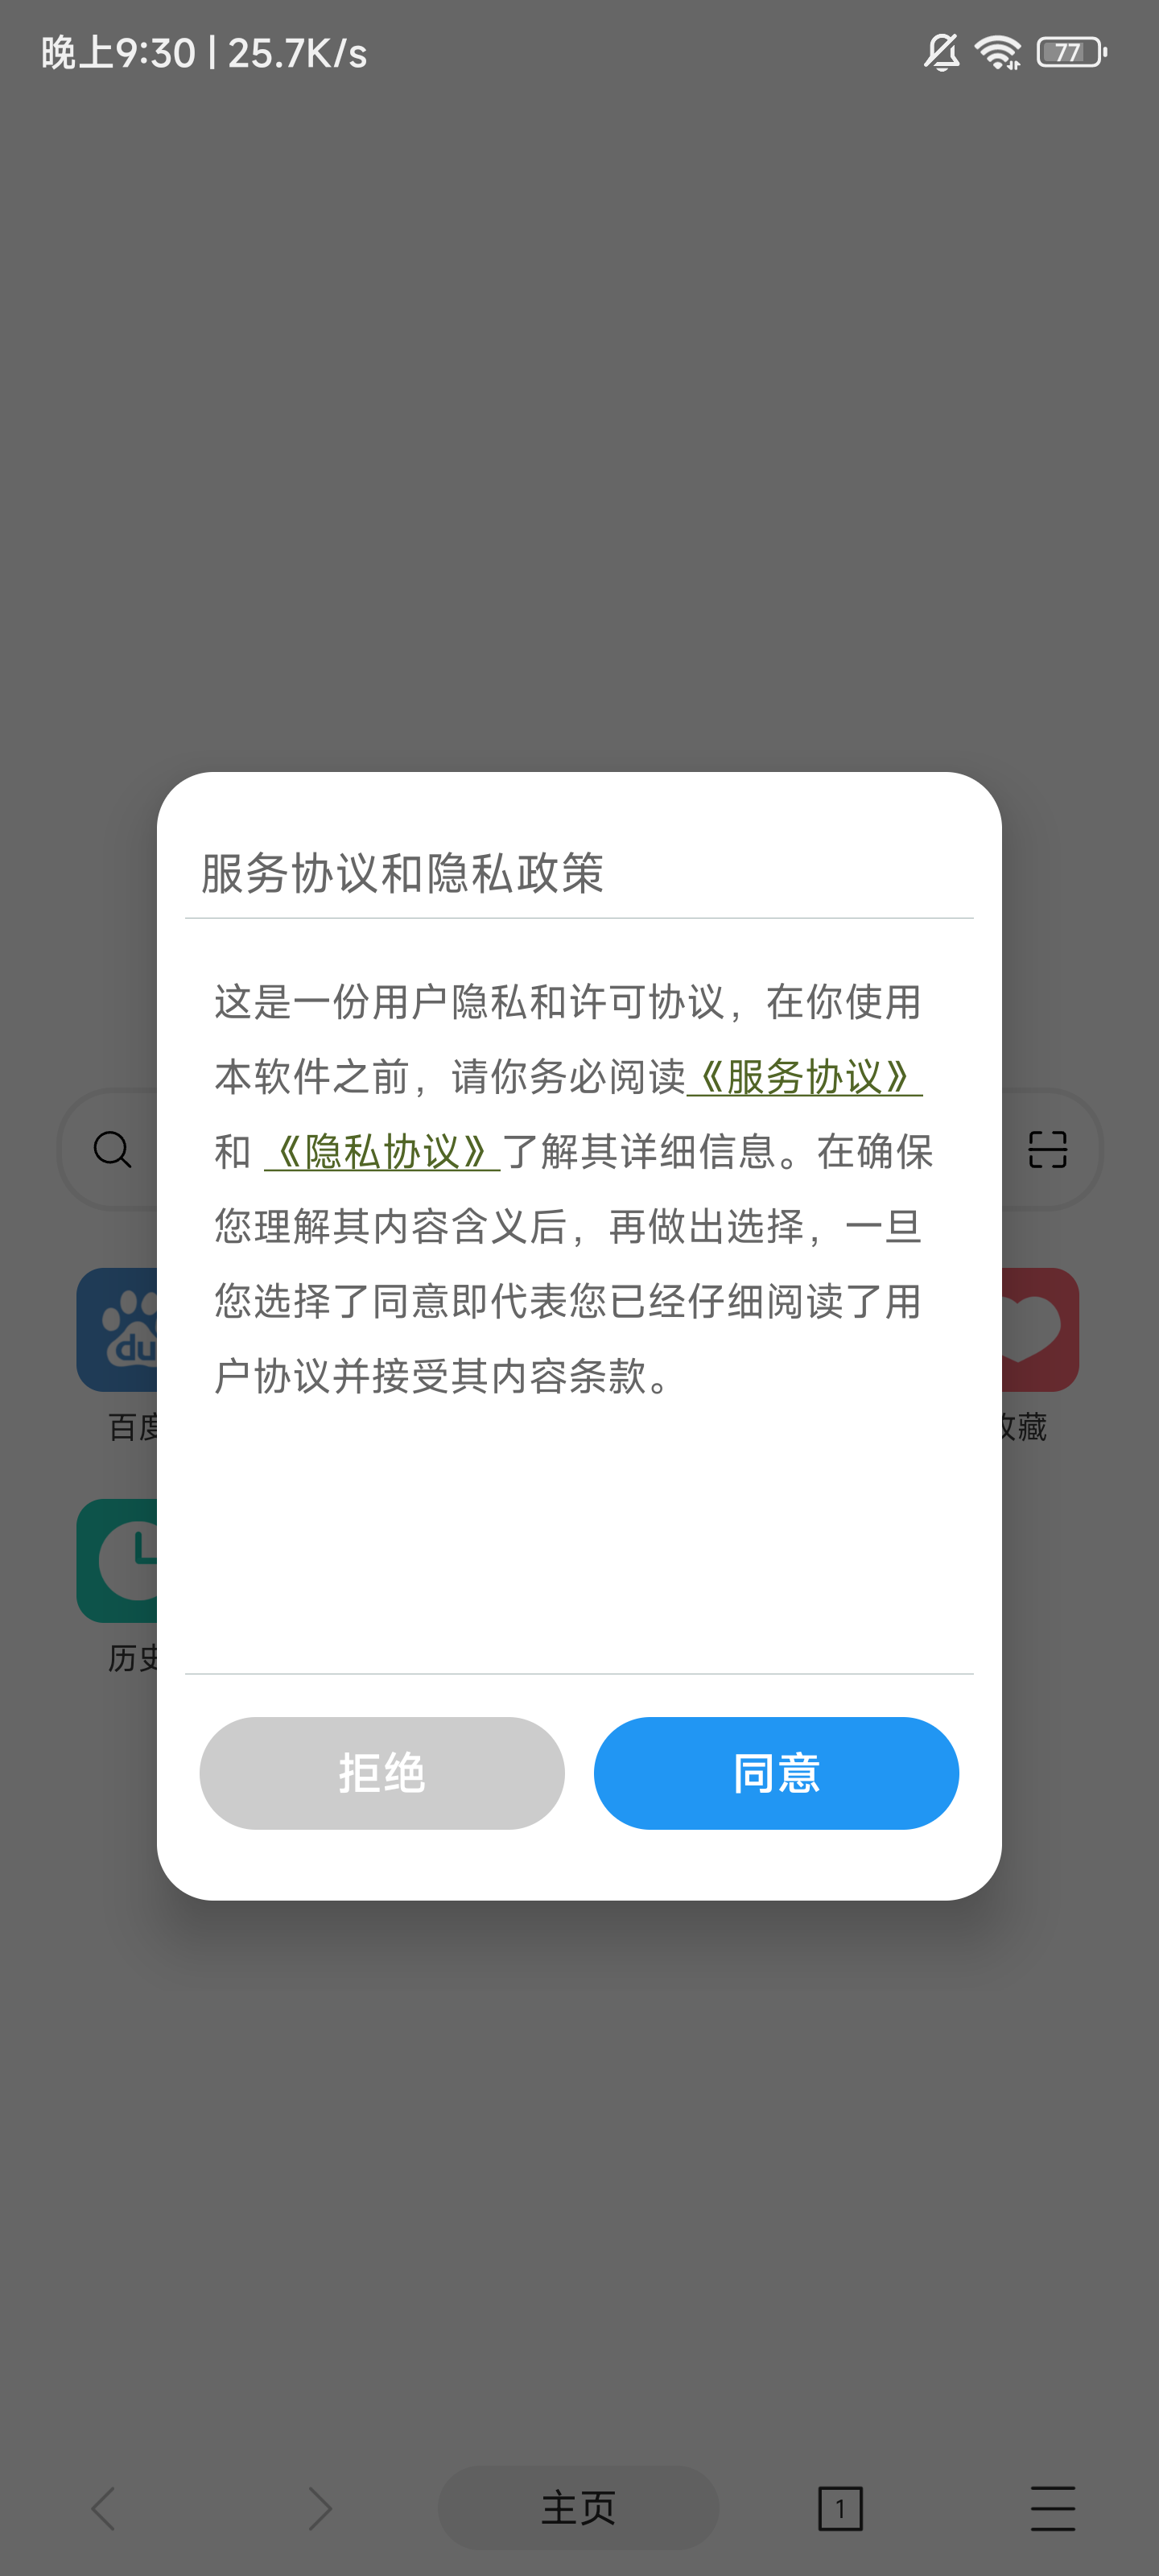 晚上9:30 | 25.7K/s
77
服务协议和隐私政策
这是一份用户隐私和许可协议，在你使用
本软件之前，请你务必阅读《服务协议》
和《隐私协议》了解其详细信息。在确保
您理解其内容含义后，再做出选择，一旦
您选择了同意即代表您已经仔细阅读了用
户协议并接受其内容条款。
du
百度
收藏
历史
拒绝
同意
主页
1